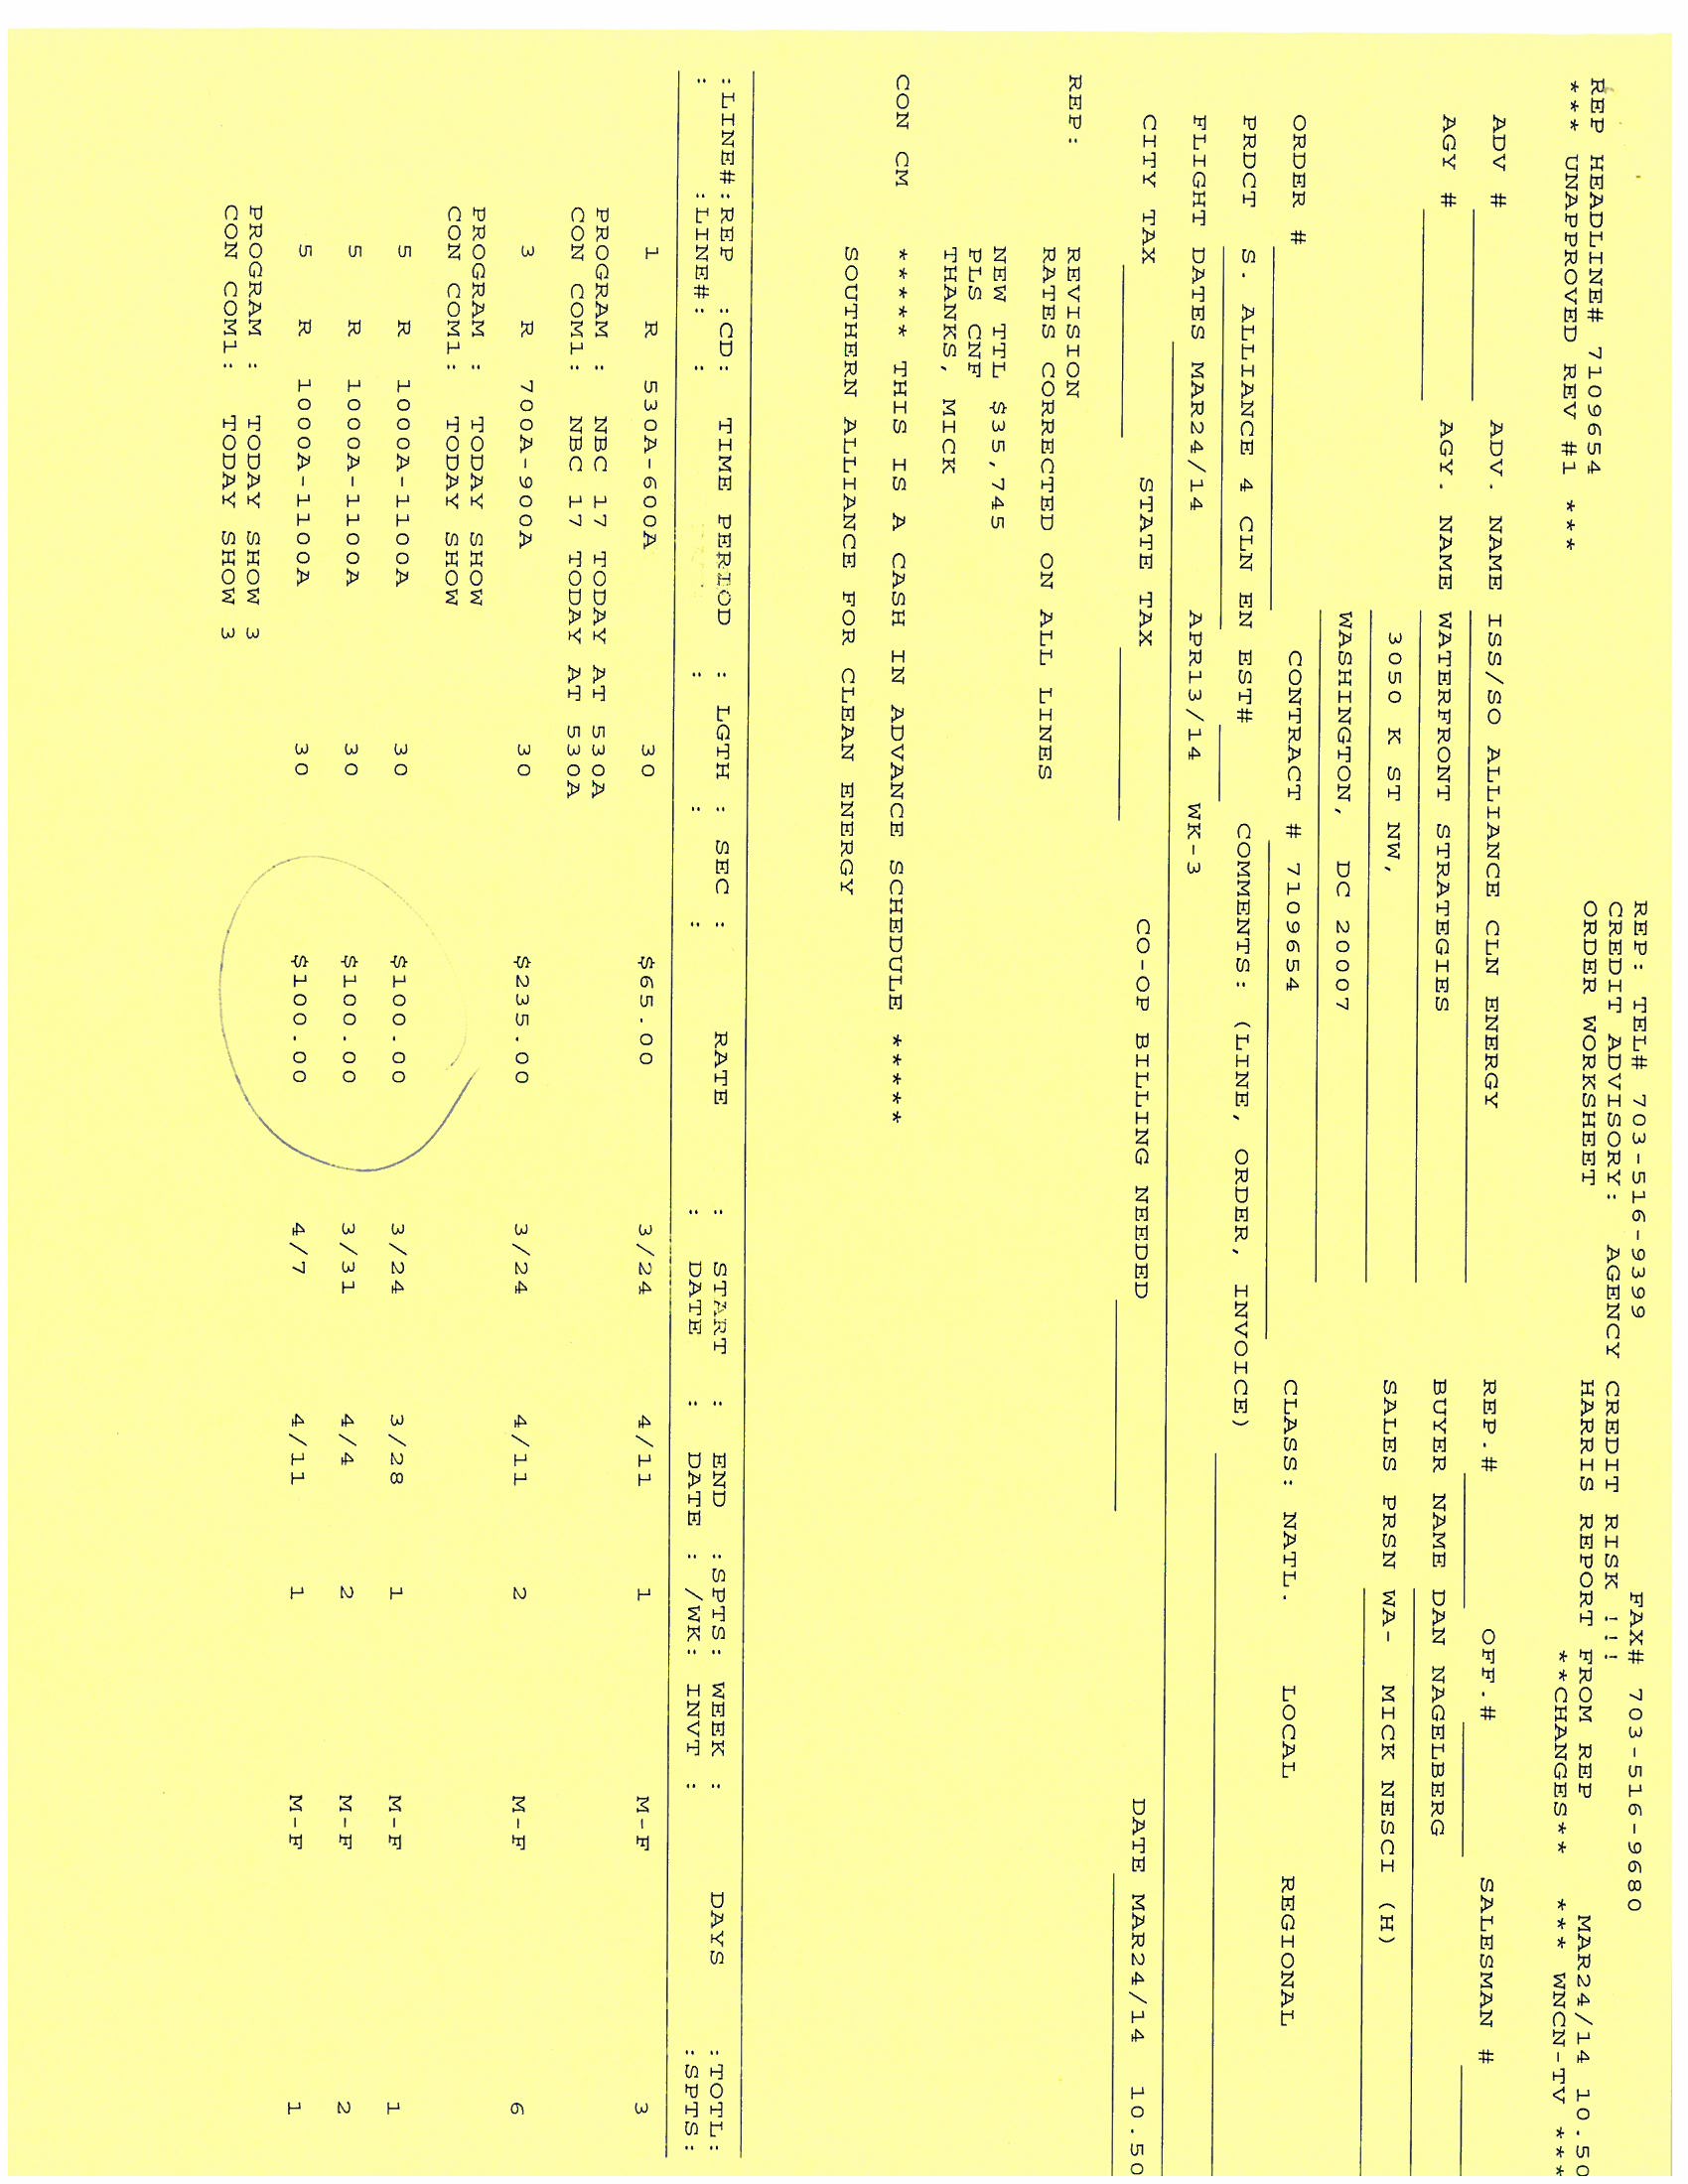 REP: TEL# 703-516-9399 FAX# 703-516-9680
CREDIT ADVISORY: AGENCY CREDIT RISK !!!
REP HEADLINE# 7109654 ORDER WORKSHEET HARRIS REPORT FROM REP MAR24/14 10.50
*** UNAPPROVED REV #1 *** **CHANGES** *** WNCN-TV ***
ADV # ADV. NAME ISS/SO ALLIANCE CLN ENERGY REP.# OFF.# SALESMAN #
AGY # AGY. NAME WATERFRONT STRATEGIES BUYER NAME DAN NAGELBERG
3050 K ST NW, SALES PRSN WA- MICK NESCI (H)
WASHINGTON, DC 20007
ORDER # CONTRACT # 7109654 CLASS: NATL. LOCAL REGIONAL
PRDCT S. ALLIANCE 4 CLN EN EST# COMMENTS: (LINE, ORDER, INVOICE)
FLIGHT DATES MAR24/14 APR13/14 WK-3
CITY TAX STATE TAX CO-OP BILLING NEEDED DATE MAR24/14 10.50
REP: REVISION
RATES CORRECTED ON ALL LINES
NEW TTL $35,745
PLS CNF
THANKS, MICK
CON CM ***** THIS IS A CASH IN ADVANCE SCHEDULE *****
SOUTHERN ALLIANCE FOR CLEAN ENERGY
:LINE#:REP :CD: TIME PERIOD : LGTH : SEC : RATE : START : END :SPTS: WEEK : DAYS :TOTL:
: :LINE#: : : : : : DATE : DATE : /WK: INVT : :SPTS:
1 R 530A-600A 30 $65.00 3/24 4/11 1 M-F 3
PROGRAM : NBC 17 TODAY AT 530A
CON COM1: NBC 17 TODAY AT 530A
3 R 700A-900A 30 $235.00 3/24 4/11 2 M-F 6
PROGRAM : TODAY SHOW
CON COM1: TODAY SHOW
5 R 1000A-1100A 30 $100.00 3/24 3/28 1 M-F 1
5 R 1000A-1100A 30 $100.00 3/31 4/4 2 M-F 2
5 R 1000A-1100A 30 $100.00 4/7 4/11 1 M-F 1
PROGRAM : TODAY SHOW 3
CON COM1: TODAY SHOW 3